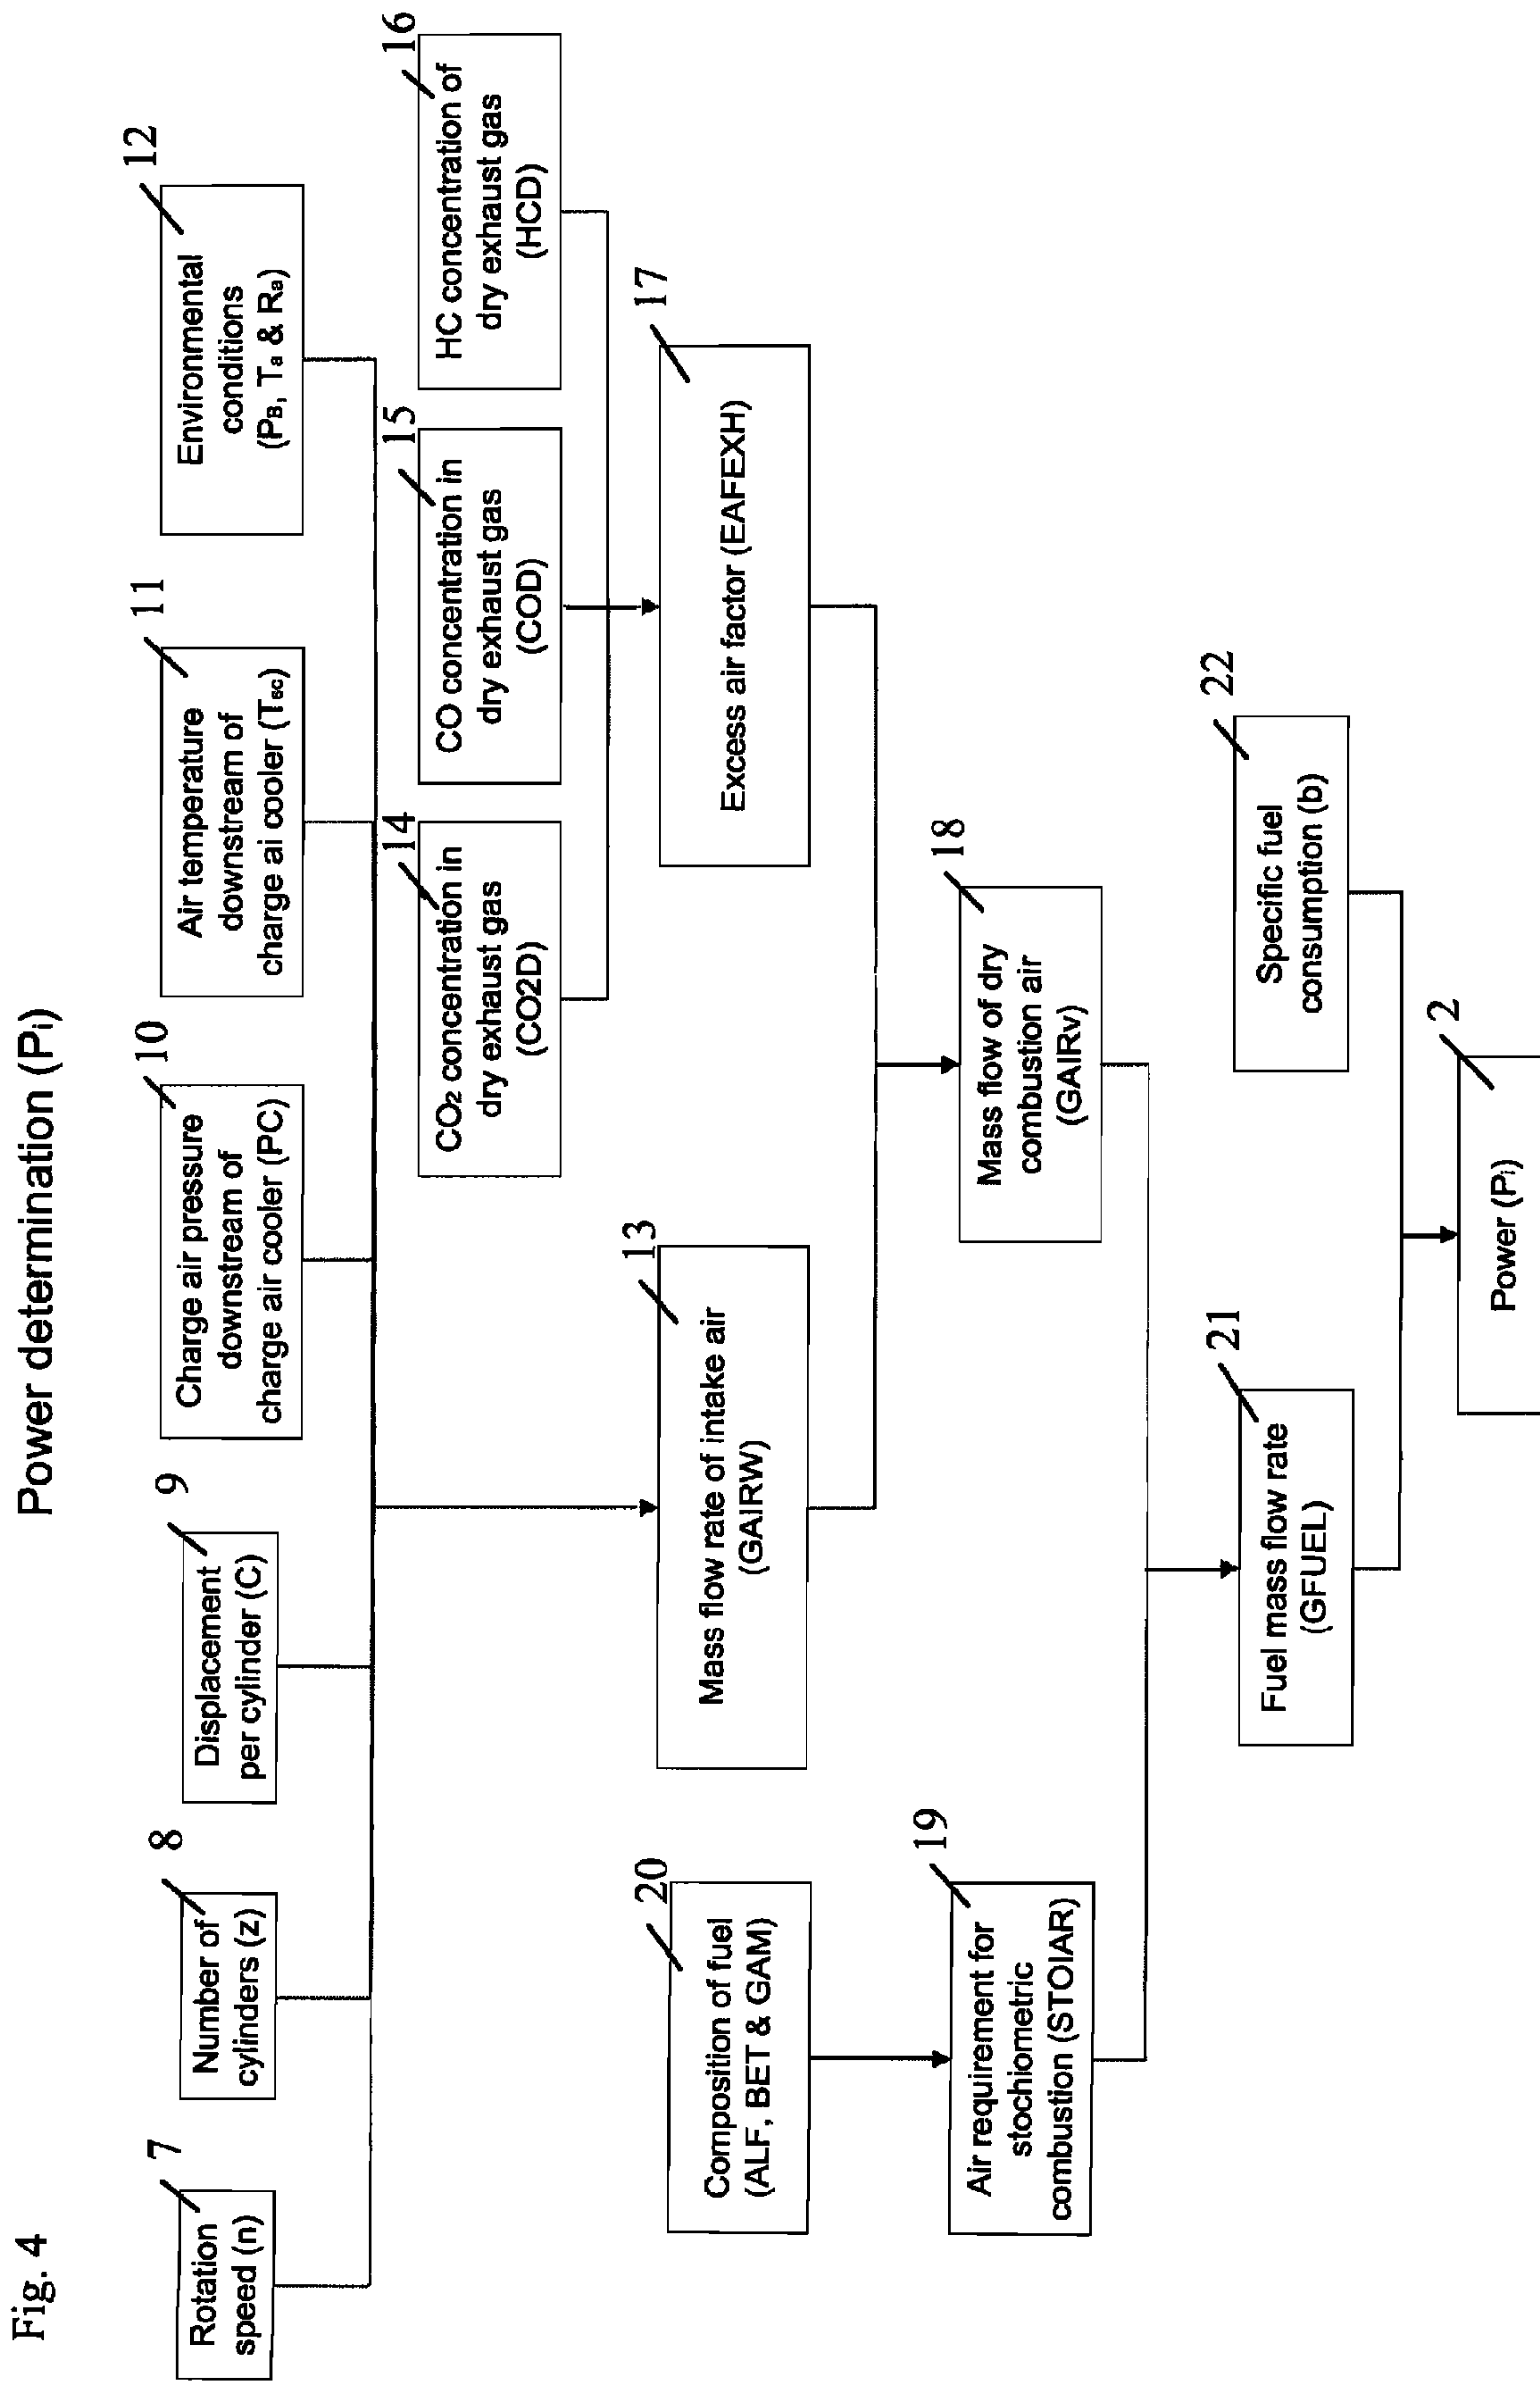 Fig. 4
Power determination (Pi)
7
Rotation
speed (n)
8
Number of
cylinders (z)
9
Displacement
per cylinder (C)
10
Charge air pressure
downstream of
charge air cooler (PC)
11
Air temperature
downstream of
charge ai cooler (Tsc)
12
Environmental
conditions
(PB, Ta & Ra)
14
CO2 concentration in
dry exhaust gas
(CO2D)
15
CO concentration in
dry exhaust gas
(COD)
16
HC concentration of
dry exhaust gas
(HCD)
20
Composition of fuel
(ALF, BET & GAM)
13
Mass flow rate of intake air
(GAIRW)
17
Excess air factor (EAFEXH)
19
Air requirement for
stochiometric
combustion (STOIAR)
18
Mass flow of dry
combustion air
(GAIRv)
21
Fuel mass flow rate
(GFUEL)
22
Specific fuel
consumption (b)
2
Power (Pi)